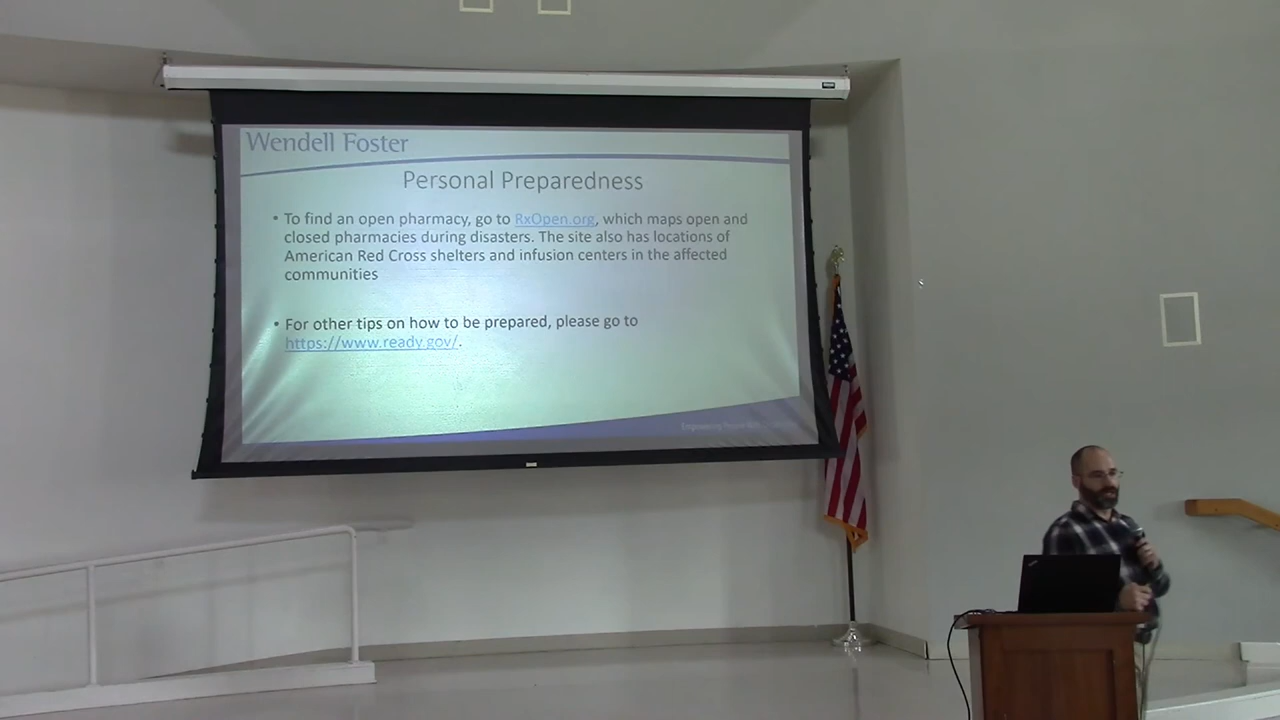 Wendell Foster
Personal Preparedness
• To find an open pharmacy, go to RxOpen.org, which maps open and
closed pharmacies during disasters. The site also has locations of
American Red Cross shelters and infusion centers in the affected
communities
• For other tips on how to be prepared, please go to
https://www.ready.gov/.